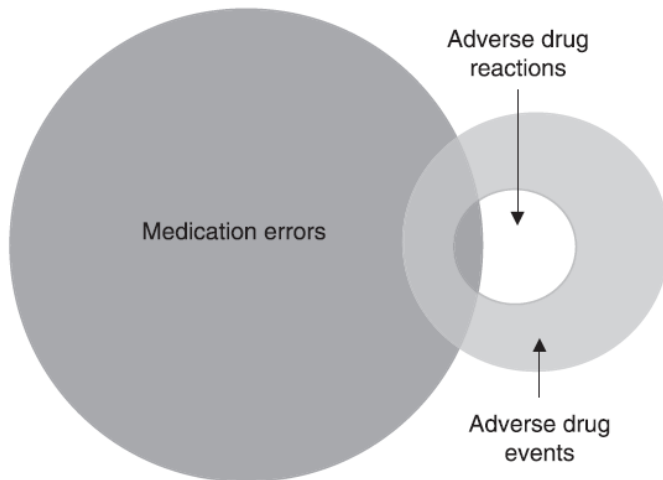 Adverse drug
reactions
Medication errors
Adverse drug
events